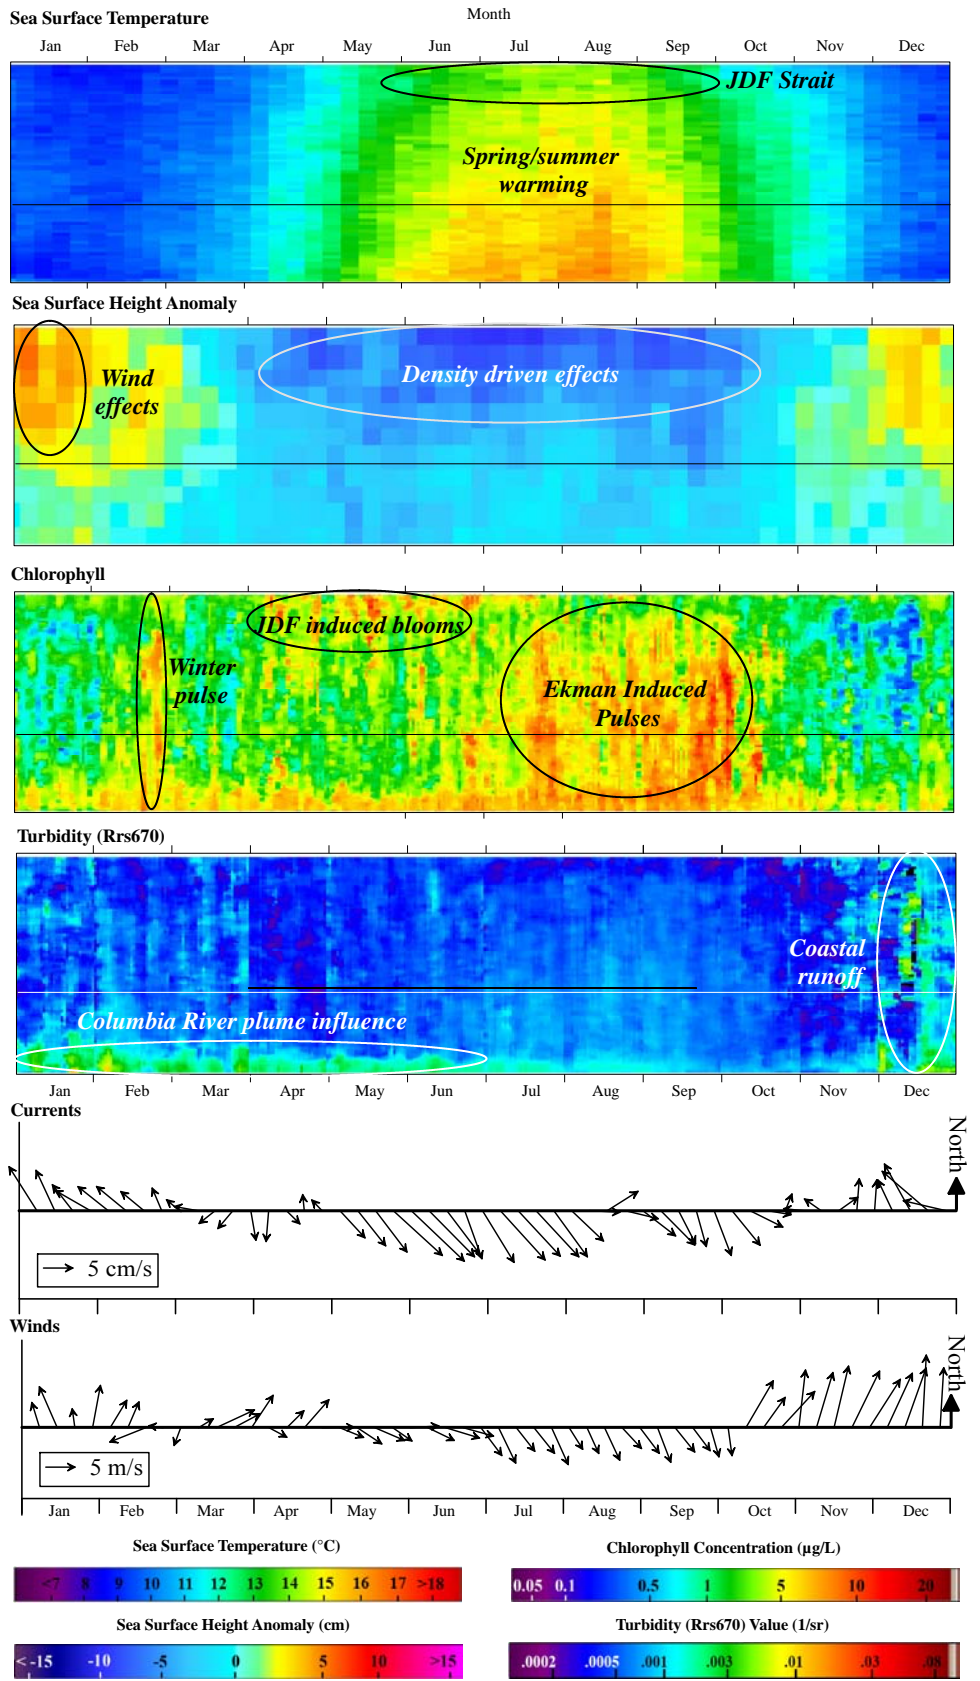 Sea Surface Temperature
Month
Jan Feb Mar Apr May Jun Jul Aug Sep Oct Nov Dec
JDF Strait
Spring/summer
warming
Sea Surface Height Anomaly
Wind
effects
Density driven effects
Chlorophyll
JDF induced blooms
Winter
pulse
Ekman Induced
Pulses
Turbidity (Rrs670)
Coastal
runoff
Columbia River plume influence
Jan Feb Mar Apr May Jun Jul Aug Sep Oct Nov Dec
Currents
North
5 cm/s
Winds
North
5 m/s
Jan Feb Mar Apr May Jun Jul Aug Sep Oct Nov Dec
Sea Surface Temperature (°C)
<7 8 9 10 11 12 13 14 15 16 17 >18
Chlorophyll Concentration (µg/L)
0.05 0.1 0.5 1 5 10 20
Sea Surface Height Anomaly (cm)
< -15 -10 -5 0 5 10 >15
Turbidity (Rrs670) Value (1/sr)
.0002 .0005 .001 .003 .01 .03 .08